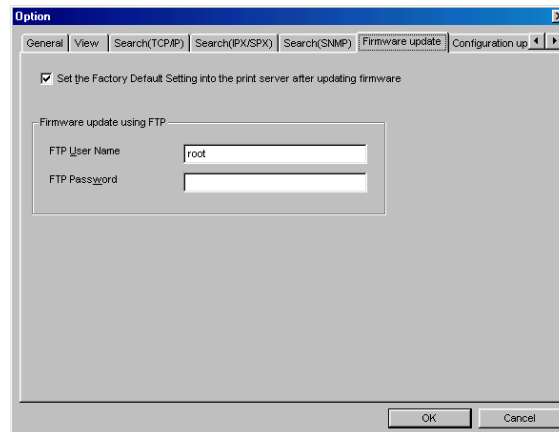 Option
General View Search(TCP/IP) Search(IPX/SPX) Search(SNMP) Firmware update Configuration up
Set the Factory Default Setting into the print server after updating firmware
Firmware update using FTP
FTP User Name root
FTP Password
OK Cancel